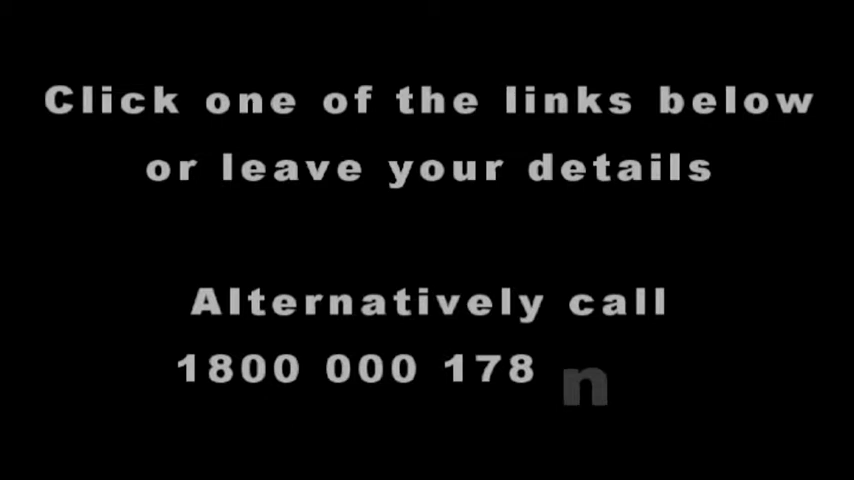 Click one of the links below
or leave your details
Alternatively call
1800 000 178 n